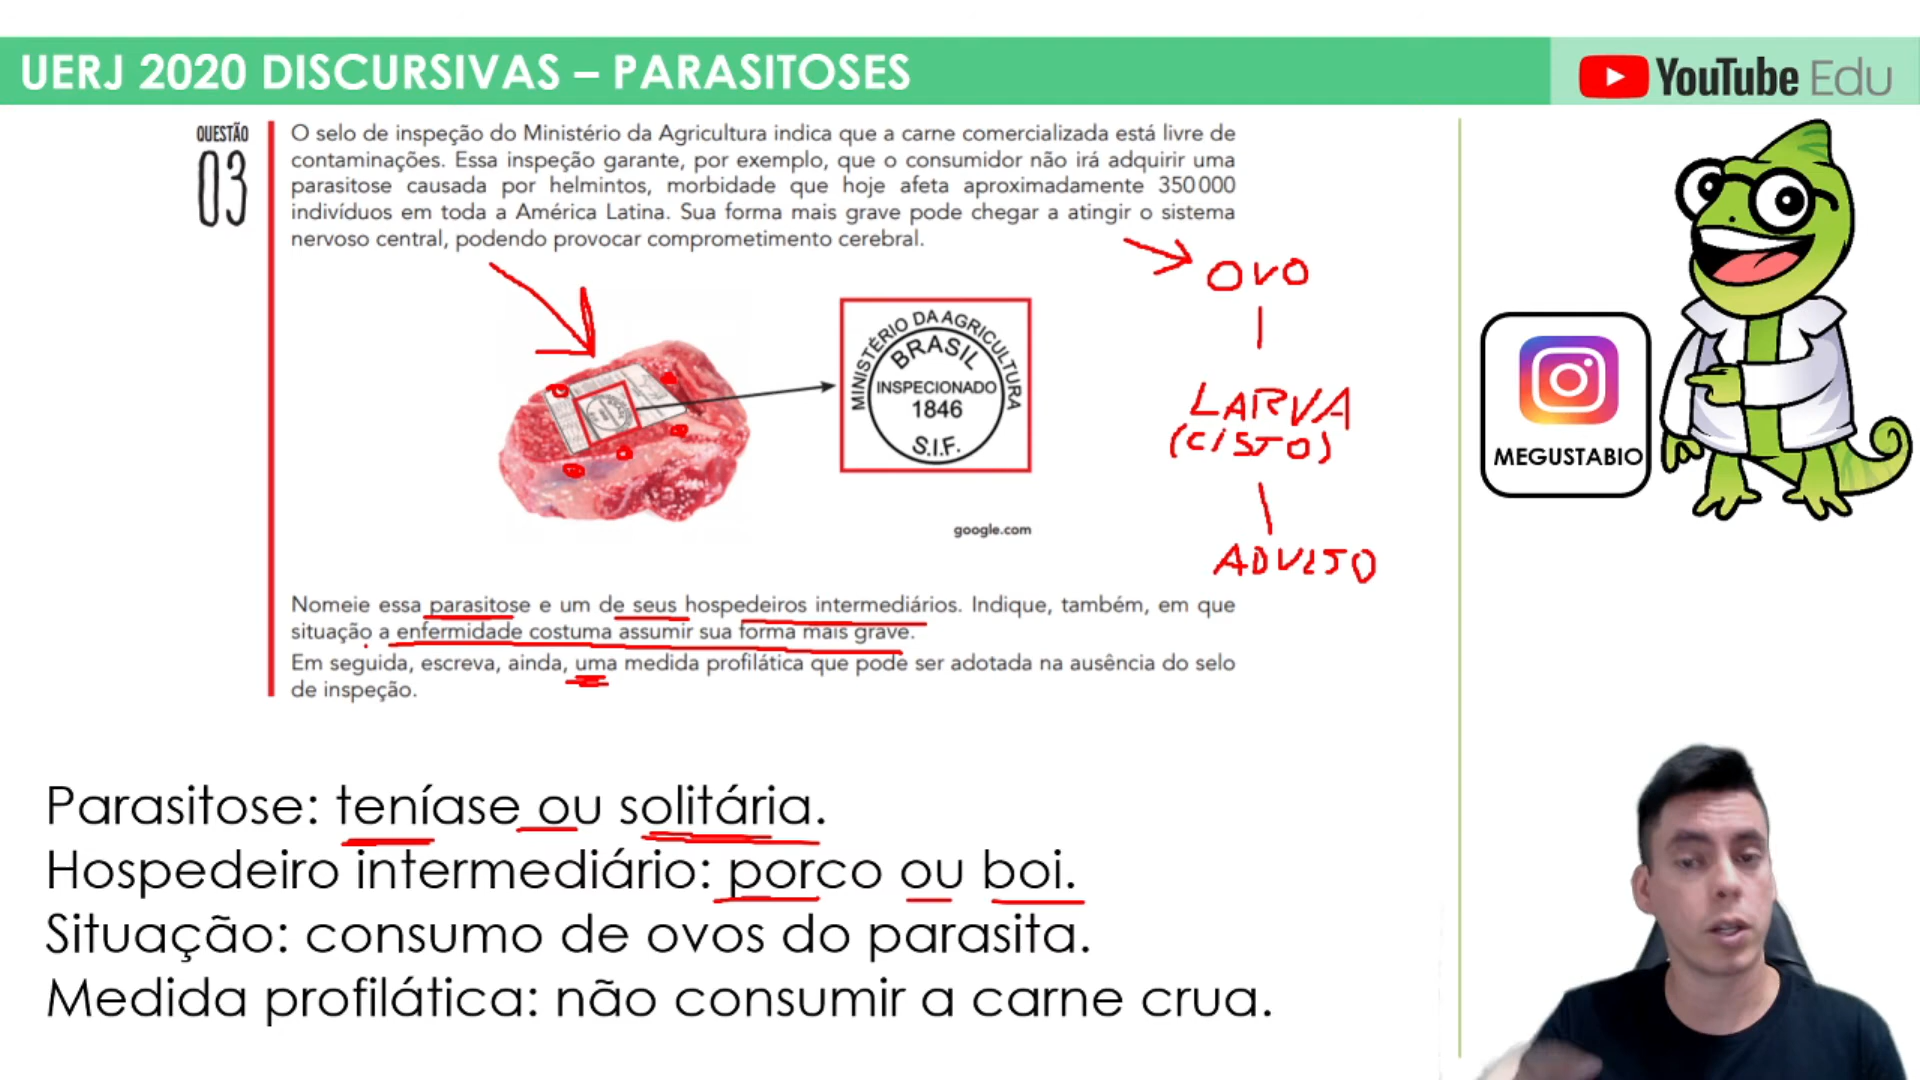 UERJ 2020 DISCURSIVAS – PARASITOSES
YouTube Edu
QUESTÃO
03
O selo de inspeção do Ministério da Agricultura indica que a carne comercializada está livre de
contaminações. Essa inspeção garante, por exemplo, que o consumidor não irá adquirir uma
parasitose causada por helmintos, morbidade que hoje afeta aproximadamente 350 000
indivíduos em toda a América Latina. Sua forma mais grave pode chegar a atingir o sistema
nervoso central, podendo provocar comprometimento cerebral.
OVO
LARVA
(CISTO)
ADULTO
MINISTÉRIO DA AGRICULTURA
BRASIL
INSPECIONADO
1846
S.I.F.
google.com
MEGUSTABIO
Nomeie essa parasitose e um de seus hospedeiros intermediários. Indique, também, em que
situação a enfermidade costuma assumir sua forma mais grave.
Em seguida, escreva, ainda, uma medida profilática que pode ser adotada na ausência do selo
de inspeção.
Parasitose: teníase ou solitária.
Hospedeiro intermediário: porco ou boi.
Situação: consumo de ovos do parasita.
Medida profilática: não consumir a carne crua.